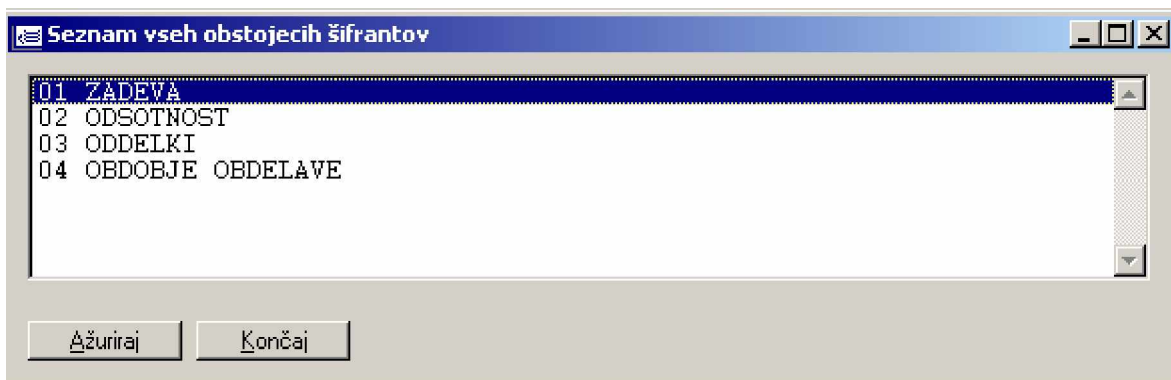 Seznam vseh obstojecih šifrantov
01 ZADEVA
02 ODSOTNOST
03 ODDELKI
04 OBDOBJE OBDELAVE
Ažuriraj Končaj